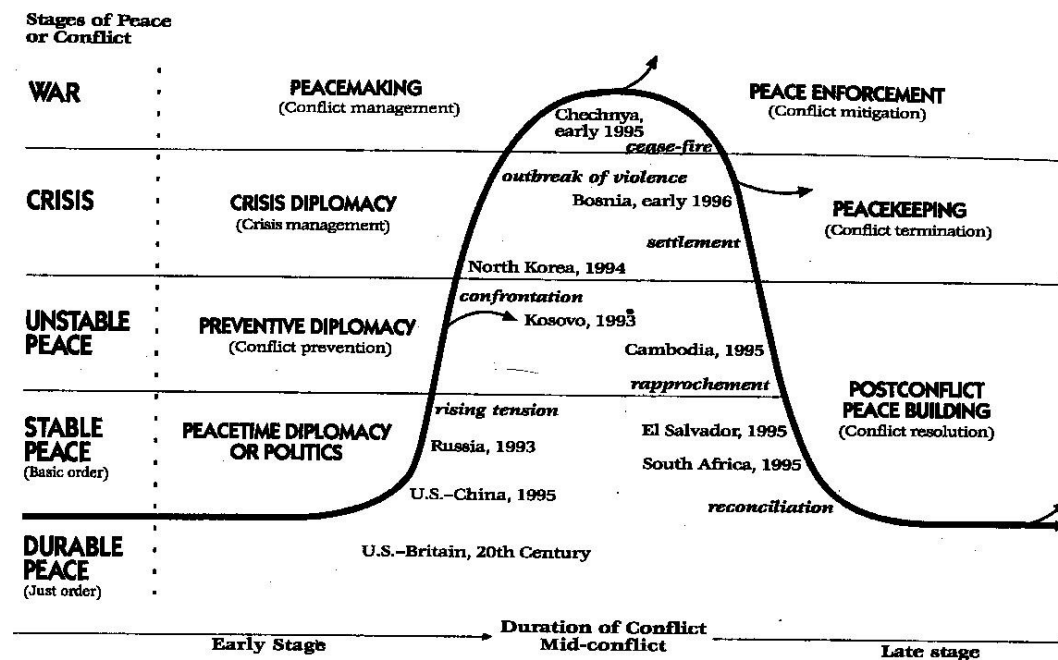 Stages of Peace
or Conflict
WAR
PEACEMAKING
(Conflict management)
Chechnya,
early 1995
cease-fire
PEACE ENFORCEMENT
(Conflict mitigation)
CRISIS
CRISIS DIPLOMACY
(Crisis management)
outbreak of violence
Bosnia, early 1996
settlement
North Korea, 1994
PEACEKEEPING
(Conflict termination)
UNSTABLE
PEACE
PREVENTIVE DIPLOMACY
(Conflict prevention)
confrontation
Kosovo, 1993
Cambodia, 1995
rapprochement
STABLE
PEACE
(Basic order)
PEACETIME DIPLOMACY
OR POLITICS
rising tension
Russia, 1993
U.S.–China, 1995
El Salvador, 1995
South Africa, 1995
reconciliation
POSTCONFLICT
PEACE BUILDING
(Conflict resolution)
DURABLE
PEACE
(Just order)
U.S.–Britain, 20th Century
Early Stage
Duration of Conflict
Mid-conflict
Late stage